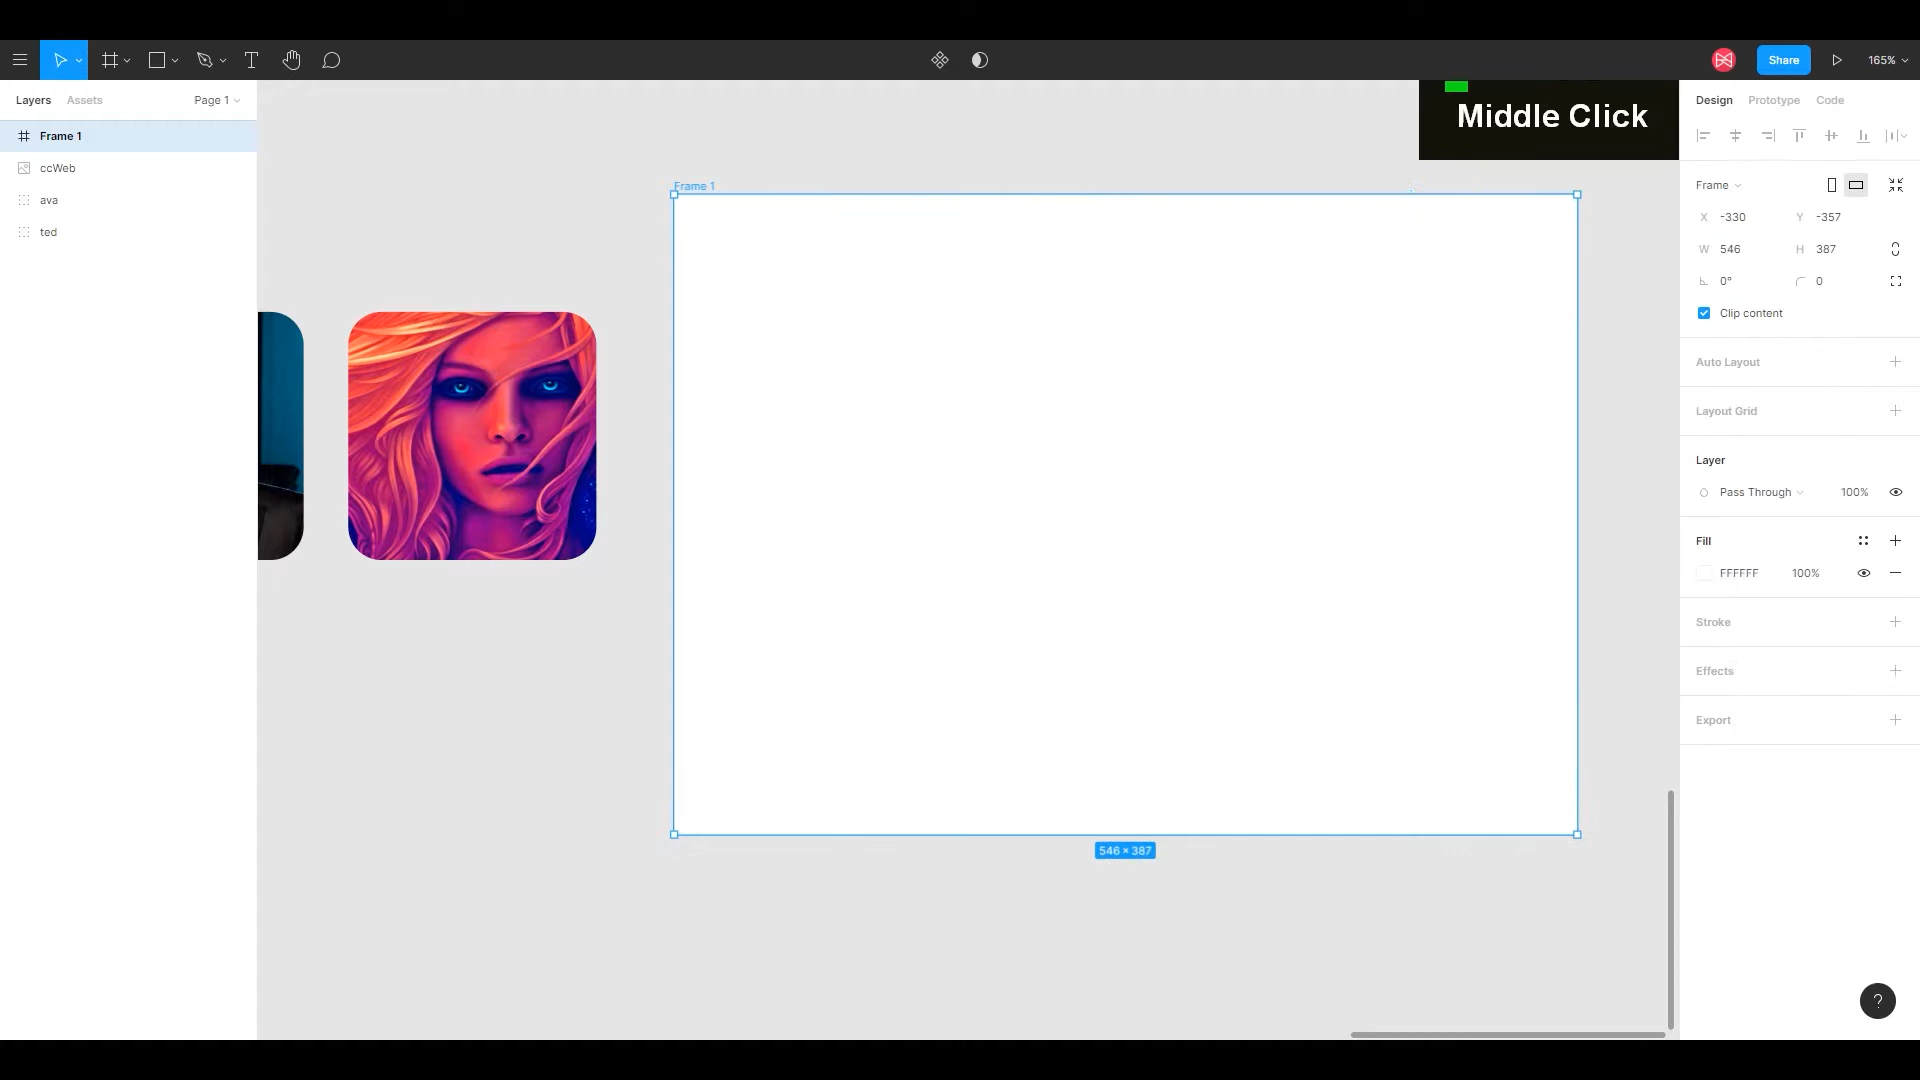 Share
165%
Layers
Assets
Page 1
Frame 1
ccWeb
ava
ted
Middle Click
Frame 1
546 × 387
Design
Prototype
Code
Frame
X -330
Y -357
W 546
H 387
0°
0
Clip content
Auto Layout
Layout Grid
Layer
Pass Through
100%
Fill
FFFFFF
100%
Stroke
Effects
Export
?